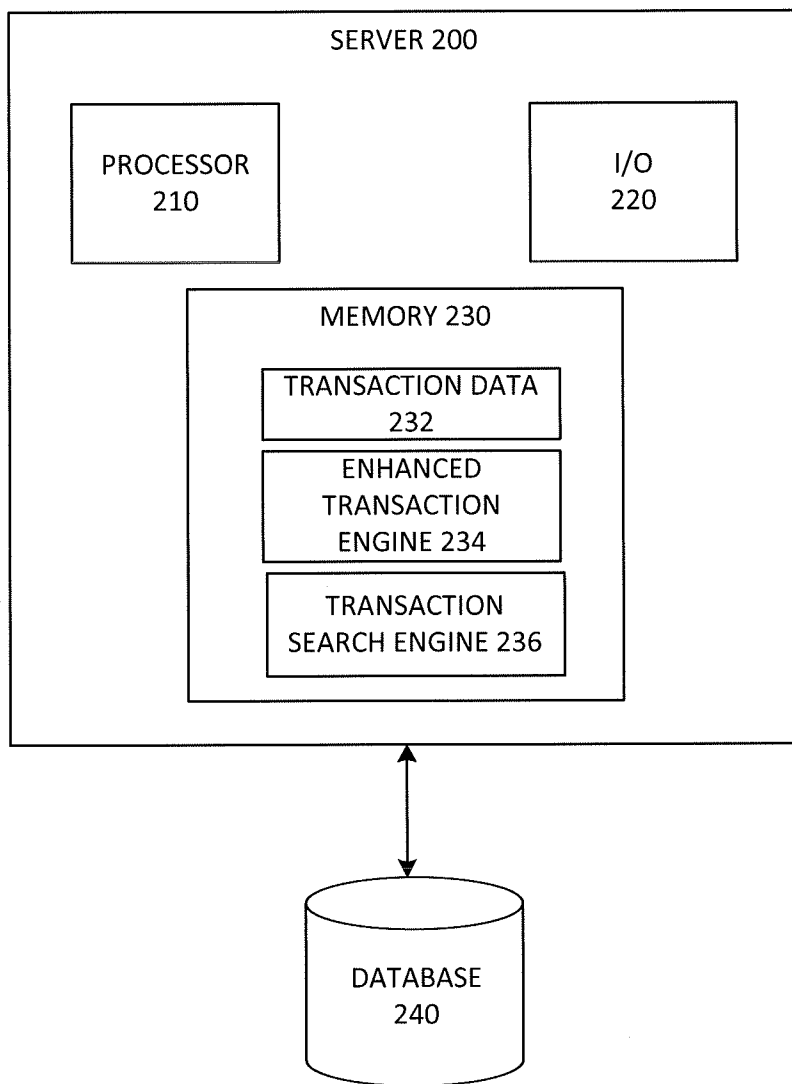 SERVER 200
PROCESSOR
210
I/O
220
MEMORY 230
TRANSACTION DATA
232
ENHANCED
TRANSACTION
ENGINE 234
TRANSACTION
SEARCH ENGINE 236
DATABASE
240